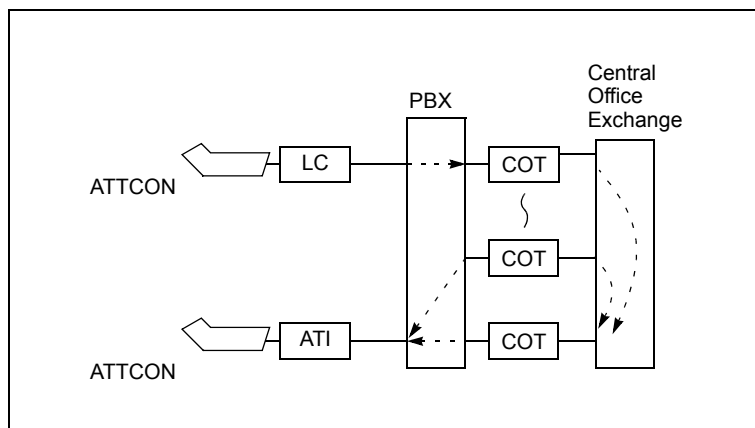 Central
Office
Exchange
PBX
LC
COT
ATTCON
COT
ATI
COT
ATTCON